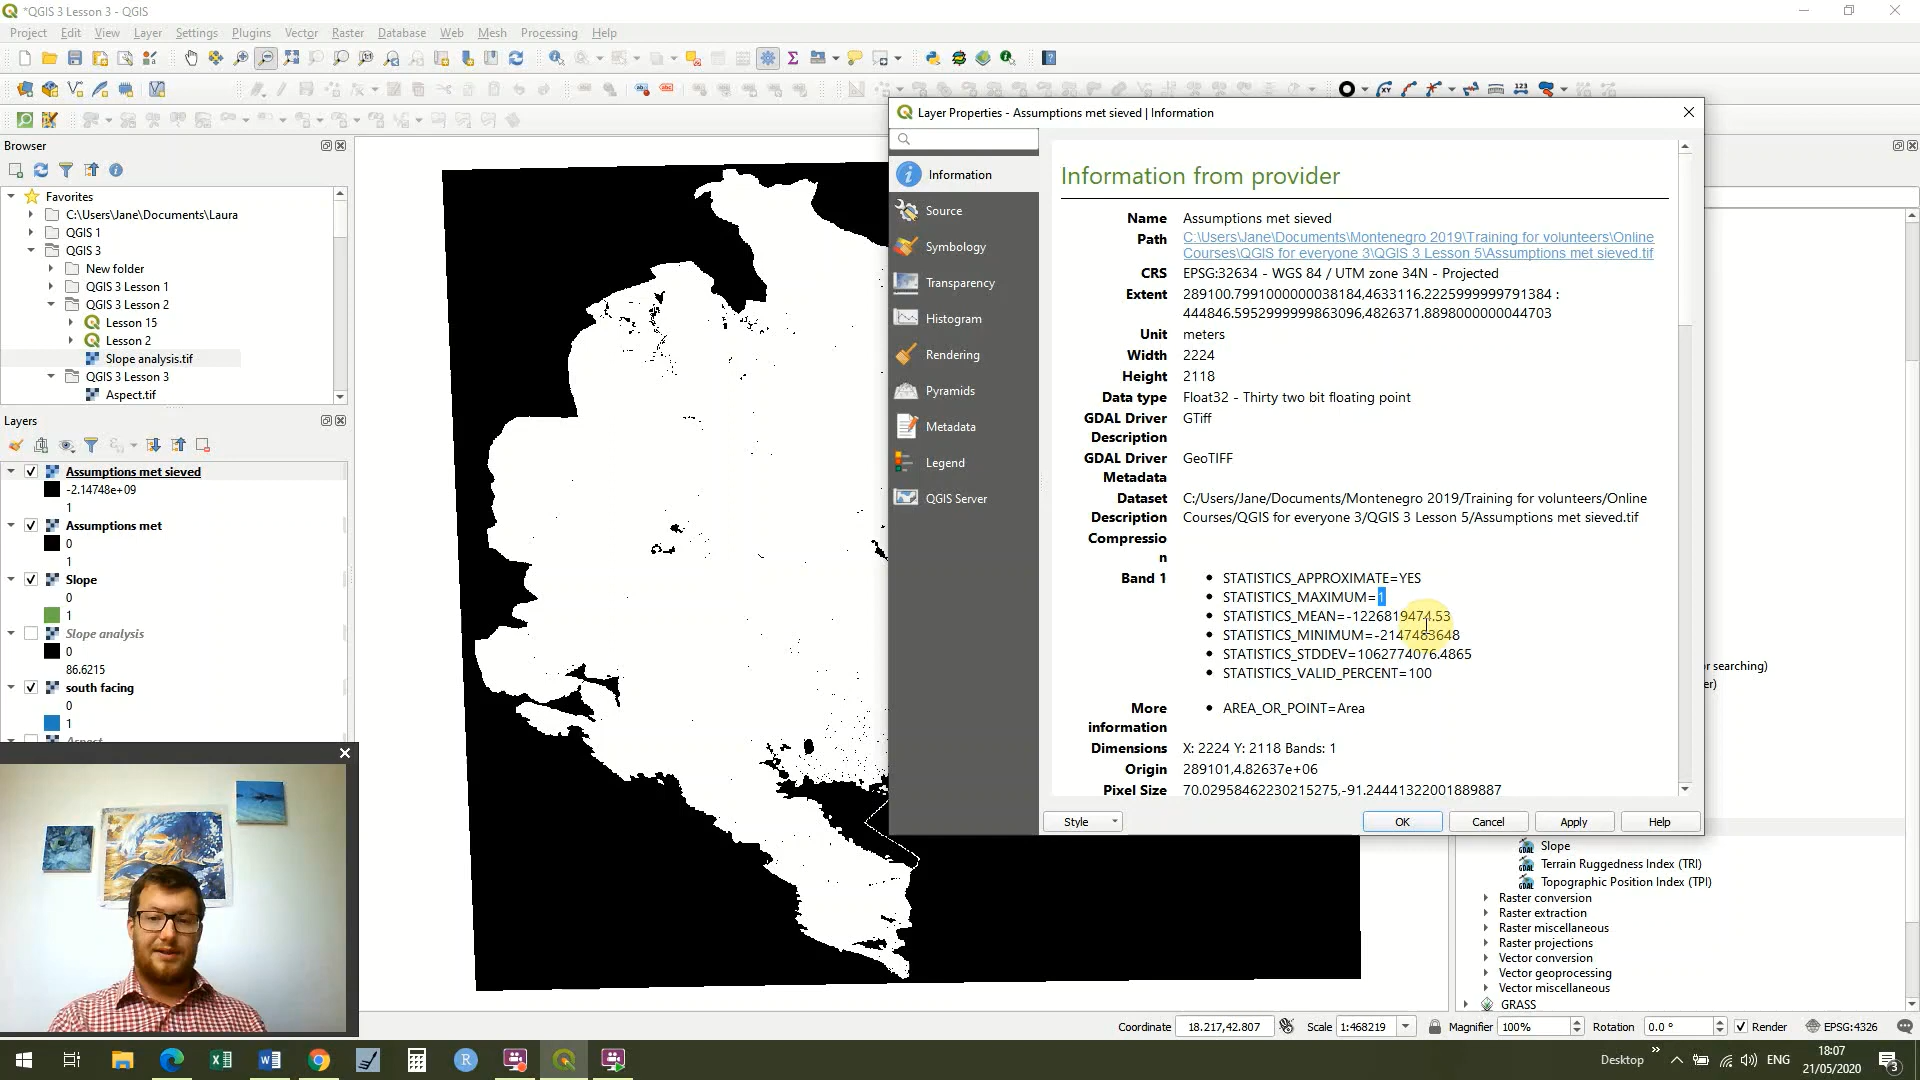 *QGIS 3 Lesson 3 - QGIS
Project Edit View Layer Settings Plugins Vector Raster Database Web Mesh Processing Help
Browser
Favorites
C:\Users\Jane\Documents\Laura
QGIS 1
QGIS 3
New folder
QGIS 3 Lesson 1
QGIS 3 Lesson 2
Lesson 15
Lesson 2
Slope analysis.tif
QGIS 3 Lesson 3
Aspect.tif
Layers
Assumptions met sieved
-2.14748e+09
1
Assumptions met
0
1
Slope
0
1
Slope analysis
0
86.6215
south facing
0
1
Aspect
Layer Properties - Assumptions met sieved | Information
Information
Source
Symbology
Transparency
Histogram
Rendering
Pyramids
Metadata
Legend
QGIS Server
Information from provider
Name Assumptions met sieved
Path C:\Users\Jane\Documents\Montenegro 2019\Training for volunteers\Online
Courses\QGIS for everyone 3\QGIS 3 Lesson 5\Assumptions met sieved.tif
CRS EPSG:32634 - WGS 84 / UTM zone 34N - Projected
Extent 289100.7991000000038184,4633116.2225999999791384 :
444846.5952999999863096,4826371.8898000000044703
Unit meters
Width 2224
Height 2118
Data type Float32 - Thirty two bit floating point
GDAL Driver GTiff
Description
GDAL Driver GeoTIFF
Metadata
Dataset C:/Users/Jane/Documents/Montenegro 2019/Training for volunteers/Online
Description Courses/QGIS for everyone 3/QGIS 3 Lesson 5/Assumptions met sieved.tif
Compressio
n
Band 1 • STATISTICS_APPROXIMATE=YES
• STATISTICS_MAXIMUM=1
• STATISTICS_MEAN=-1226819474.53
• STATISTICS_MINIMUM=-2147483648
• STATISTICS_STDDEV=1062774076.4865
• STATISTICS_VALID_PERCENT=100
More • AREA_OR_POINT=Area
information
Dimensions X: 2224 Y: 2118 Bands: 1
Origin 289101,4.82637e+06
Pixel Size 70.02958462230215275,-91.24441322001889887
Style OK Cancel Apply Help
r searching)
er)
Slope
Terrain Ruggedness Index (TRI)
Topographic Position Index (TPI)
Raster conversion
Raster extraction
Raster miscellaneous
Raster projections
Vector conversion
Vector geoprocessing
Vector miscellaneous
GRASS
Coordinate 18.217,42.807 Scale 1:468219 Magnifier 100% Rotation 0.0 ° Render EPSG:4326
Desktop ENG 18:07
21/05/2020 3